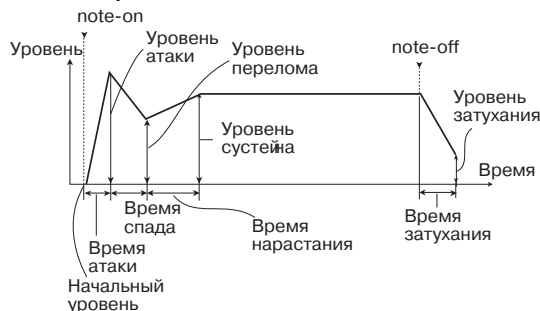 note-on
Уровень
Уровень
атаки
Уровень
перелома
note-off
Уровень
затухания
Уровень
сустейна
Время
Время
спада
Время
нарастания
Время
затухания
Время
атаки
Начальный
уровень